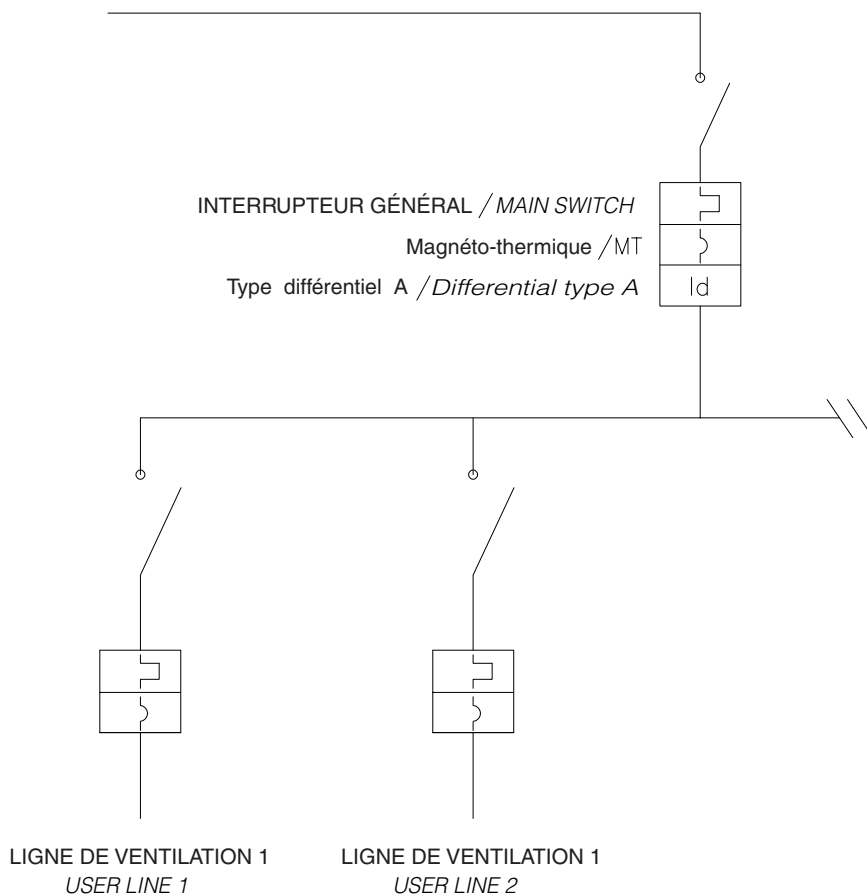 INTERRUPTEUR GÉNÉRAL / MAIN SWITCH
Magnéto-thermique / MT
Type différentiel A / Differential type A
Id
LIGNE DE VENTILATION 1
USER LINE 1
LIGNE DE VENTILATION 1
USER LINE 2